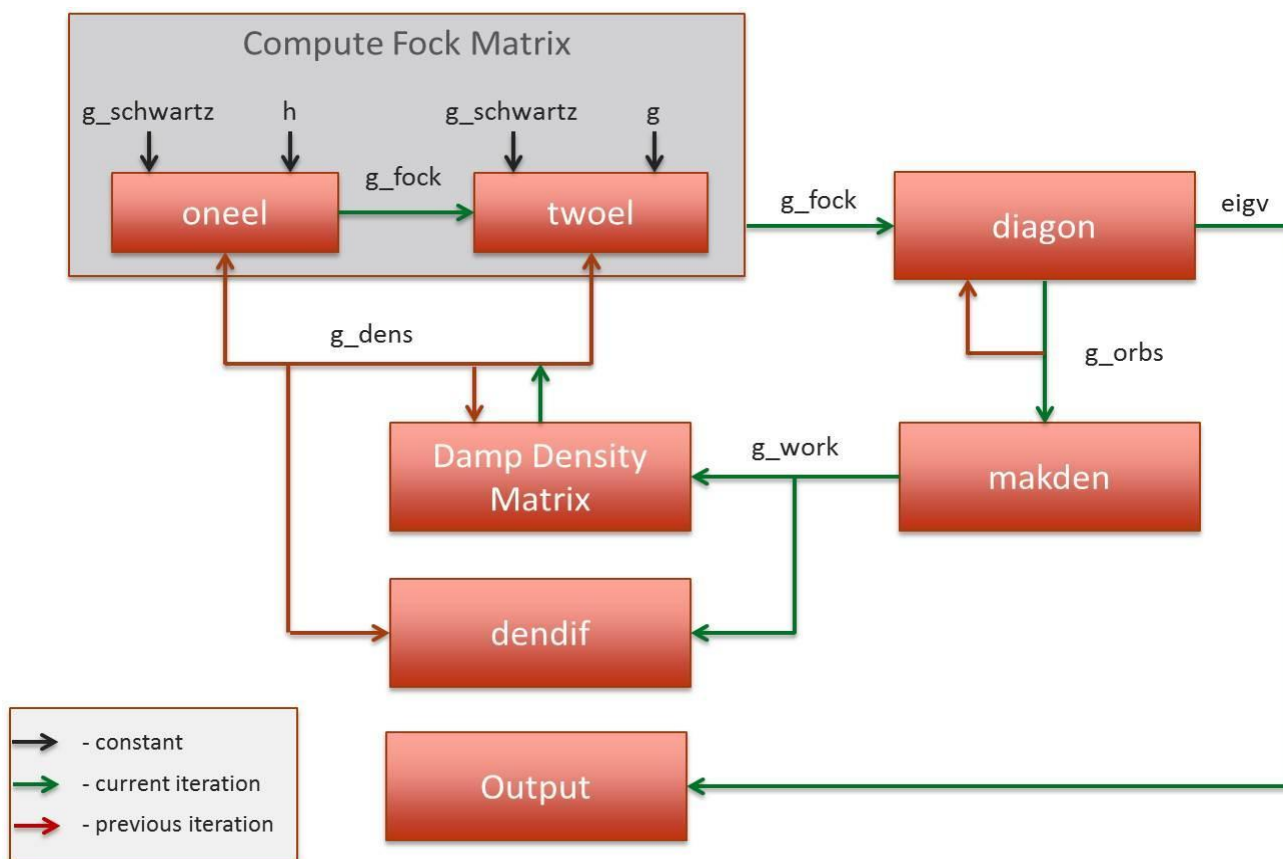 Compute Fock Matrix
g_schwartz
h
g_schwartz
g
oneel
g_fock
twoel
g_fock
diagon
eigv
g_dens
g_orbs
Damp Density
Matrix
g_work
makden
dendif
- constant
- current iteration
- previous iteration
Output